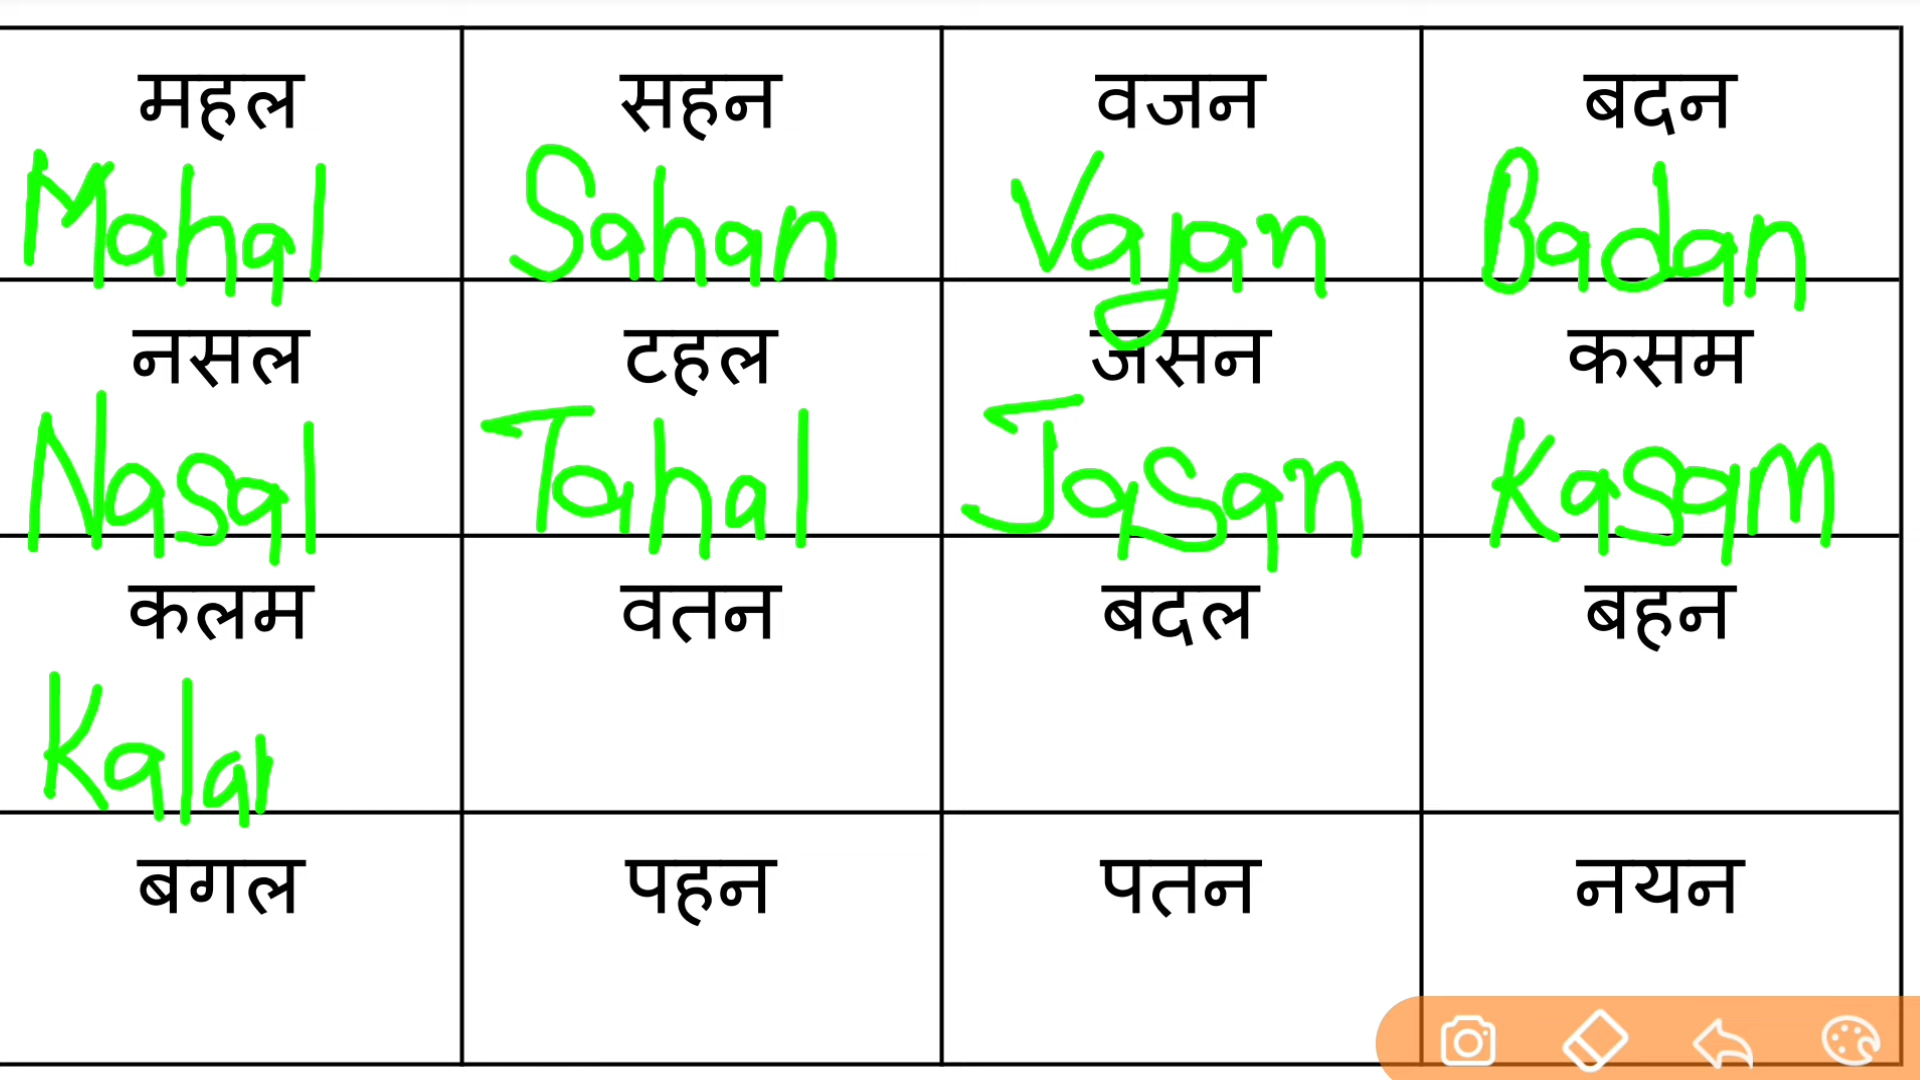 महल सहन वजन बदन
Mahal Sahan Vajan Badan
नसल टहल जसन कसम
Nasal Tahal Jasan Kasam
कलम वतन बदल बहन
Kalar
बगल पहन पतन नयन